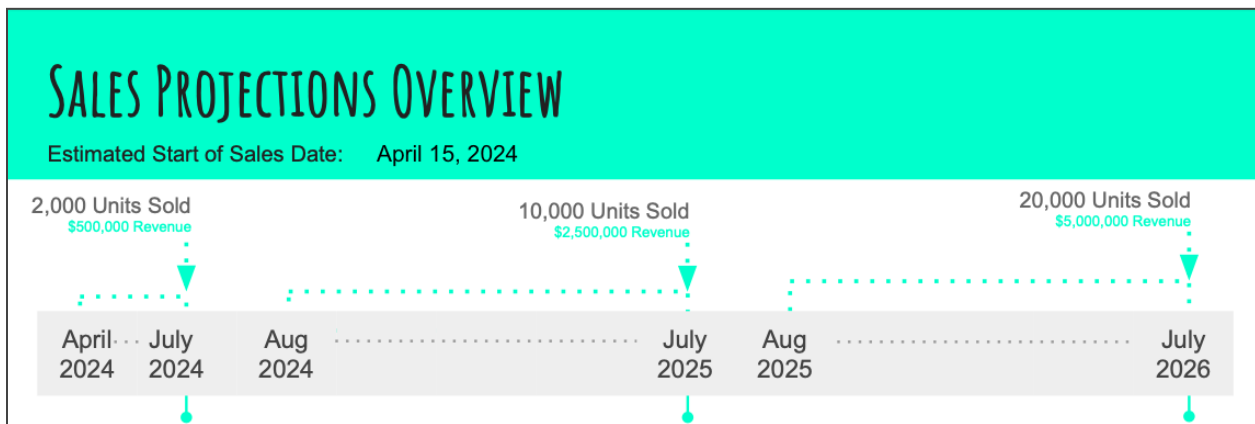 Sales Projections Overview
Estimated Start of Sales Date: April 15, 2024
2,000 Units Sold
$500,000 Revenue
10,000 Units Sold
$2,500,000 Revenue
20,000 Units Sold
$5,000,000 Revenue
April 2024
July 2024
Aug 2024
July 2025
Aug 2025
July 2026